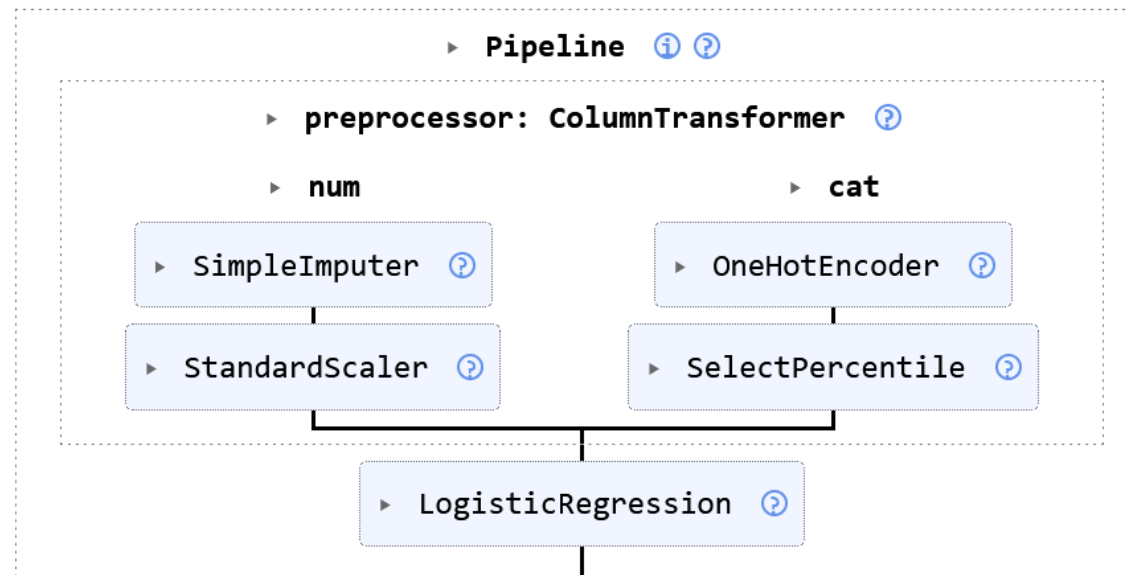 Pipeline i ?
preprocessor: ColumnTransformer ?
num cat
SimpleImputer ? OneHotEncoder ?
StandardScaler ? SelectPercentile ?
LogisticRegression ?